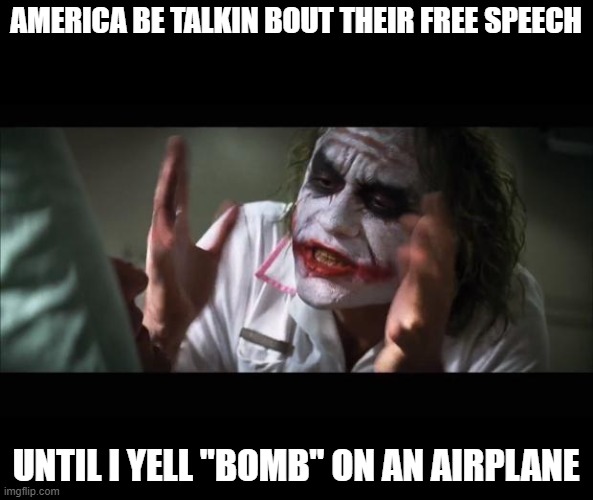 AMERICA BE TALKIN BOUT THEIR FREE SPEECH
UNTIL I YELL "BOMB" ON AN AIRPLANE
imgflip.com